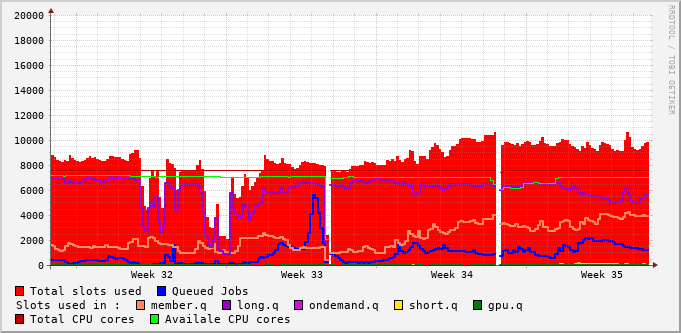 20000
18000
16000
14000
12000
10000
8000
6000
4000
2000
0
Week 32 Week 33 Week 34 Week 35
RRDTOOL / TOBI OETIKER
Total slots used Queued Jobs
Slots used in : member.q long.q ondemand.q short.q gpu.q
Total CPU cores Availale CPU cores